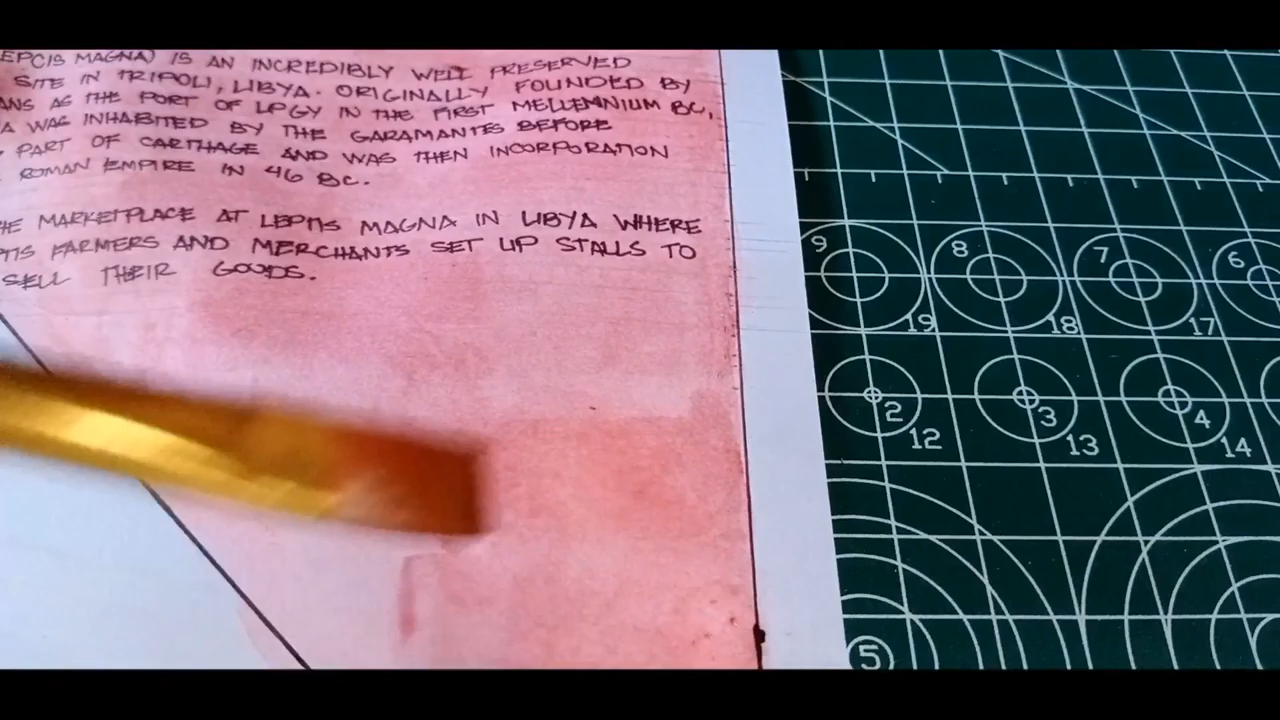 EPCIS MAGNA) IS AN INCREDIBLY WELL PRESERVED
SITE IN TRIPOLI, LIBYA. ORIGINALLY FOUNDED BY
ANS AS THE PORT OF LPGY IN THE FIRST MELLEMNIUM BC,
A WAS INHABITED BY THE GARAMANTES BEFORE
PART OF CARTHAGE AND WAS THEN INCORPORATION
ROMAN EMPIRE IN 46 BC.
HE MARKETPLACE AT LEPTIS MAGNA IN LIBYA WHERE
TIS FARMERS AND MERCHANTS SET UP STALLS TO
SELL THEIR GOODS.
9 8 7 6
19 18 17
2 3 4
12 13 14
5